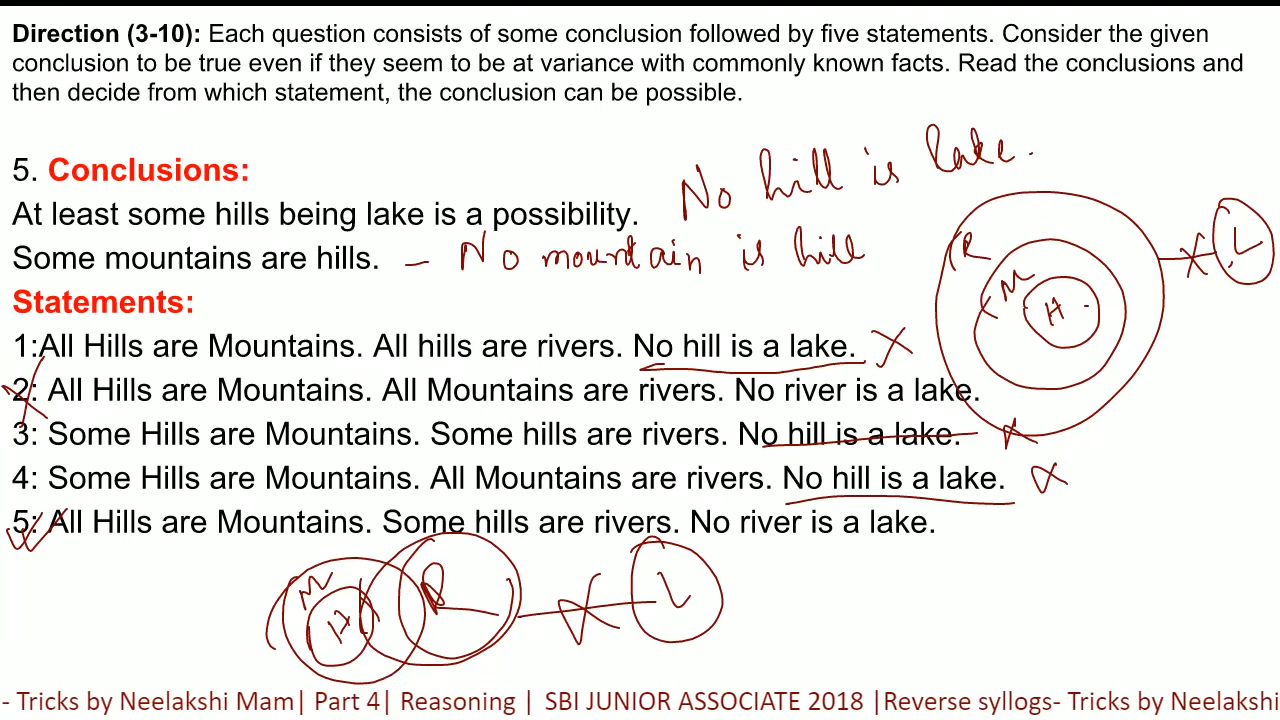 Direction (3-10): Each question consists of some conclusion followed by five statements. Consider the given
conclusion to be true even if they seem to be at variance with commonly known facts. Read the conclusions and
then decide from which statement, the conclusion can be possible.
5. Conclusions:
No hill is lake.
At least some hills being lake is a possibility.
Some mountains are hills. - No mountain is hill
Statements:
1:All Hills are Mountains. All hills are rivers. No hill is a lake.
2: All Hills are Mountains. All Mountains are rivers. No river is a lake.
3: Some Hills are Mountains. Some hills are rivers. No hill is a lake.
4: Some Hills are Mountains. All Mountains are rivers. No hill is a lake.
5: All Hills are Mountains. Some hills are rivers. No river is a lake.
R
M
H
L
M
H
R
L
- Tricks by Neelakshi Mam| Part 4| Reasoning | SBI JUNIOR ASSOCIATE 2018 |Reverse syllogs- Tricks by Neelakshi